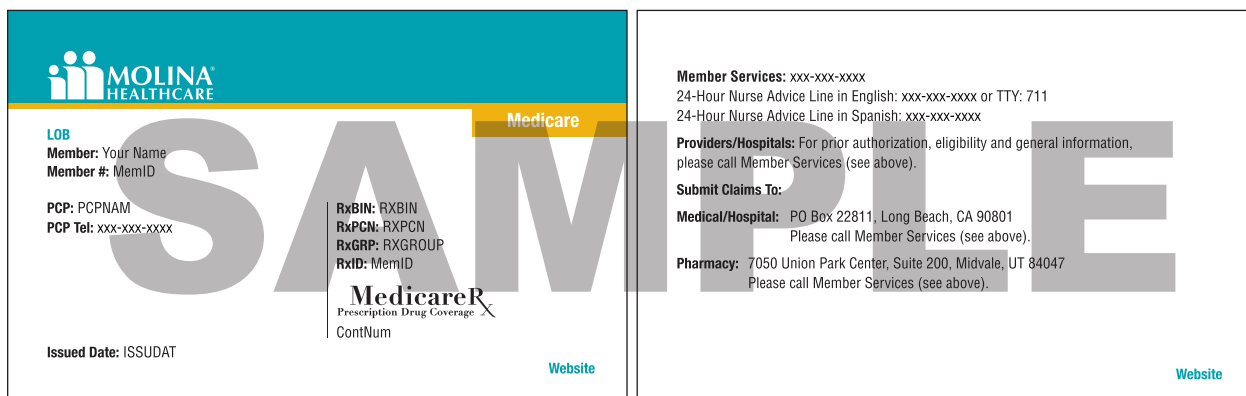 MOLINA®
HEALTHCARE
Medicare
LOB
Member: Your Name
Member #: MemID
PCP: PCPNAM
PCP Tel: xxx-xxx-xxxx
RxBIN: RXBIN
RxPCN: RXPCN
RxGRP: RXGROUP
RxID: MemID
MedicareRx
Prescription Drug Coverage
ContNum
Issued Date: ISSUDAT
Website
Member Services: xxx-xxx-xxxx
24-Hour Nurse Advice Line in English: xxx-xxx-xxxx or TTY: 711
24-Hour Nurse Advice Line in Spanish: xxx-xxx-xxxx
Providers/Hospitals: For prior authorization, eligibility and general information,
please call Member Services (see above).
Submit Claims To:
Medical/Hospital: PO Box 22811, Long Beach, CA 90801
Please call Member Services (see above).
Pharmacy: 7050 Union Park Center, Suite 200, Midvale, UT 84047
Please call Member Services (see above).
Website
SAMPLE